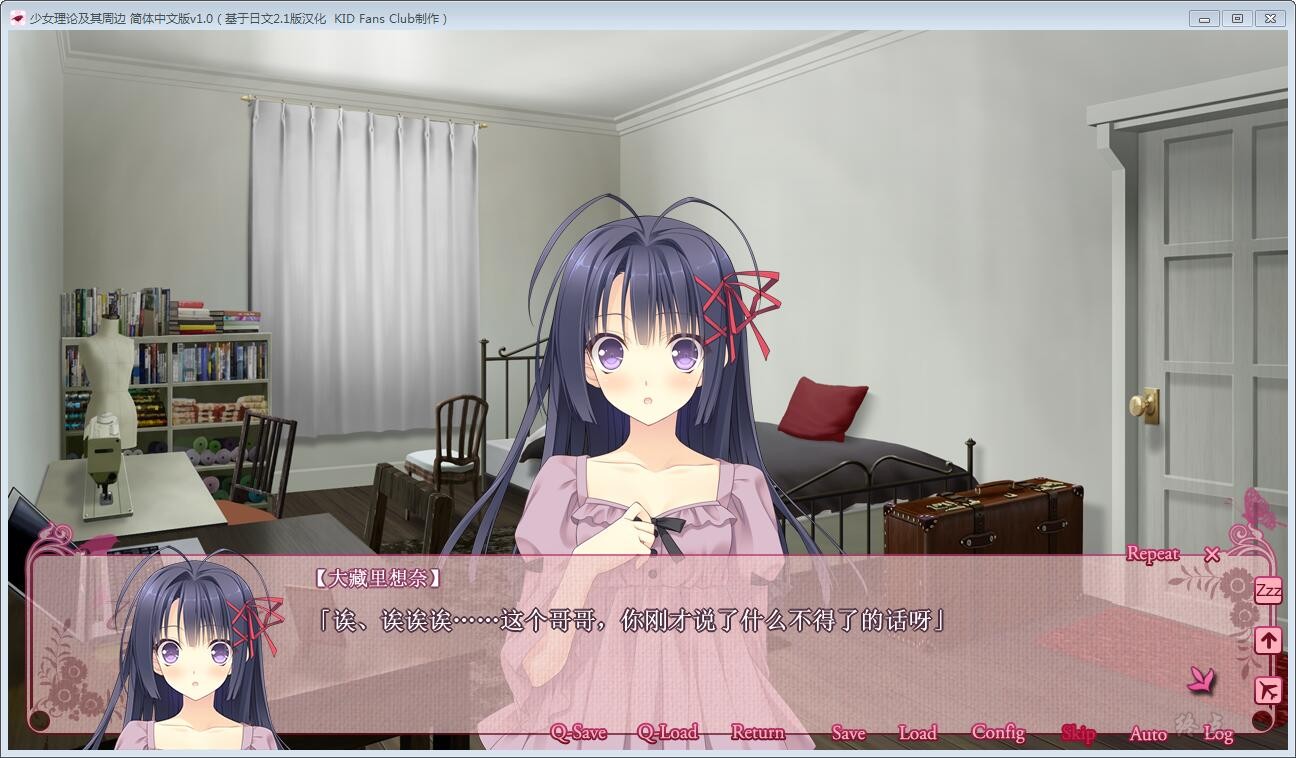 少女理论及其周边 简体中文版v1.0（基于日文2.1版汉化  KID Fans Club制作）
Repeat
【大藏里想奈】
Zzz
「诶、诶诶诶……这个哥哥，你刚才说了什么不得了的话呀」
Q-Save Q-Load Return Save Load Config Skip Auto Log